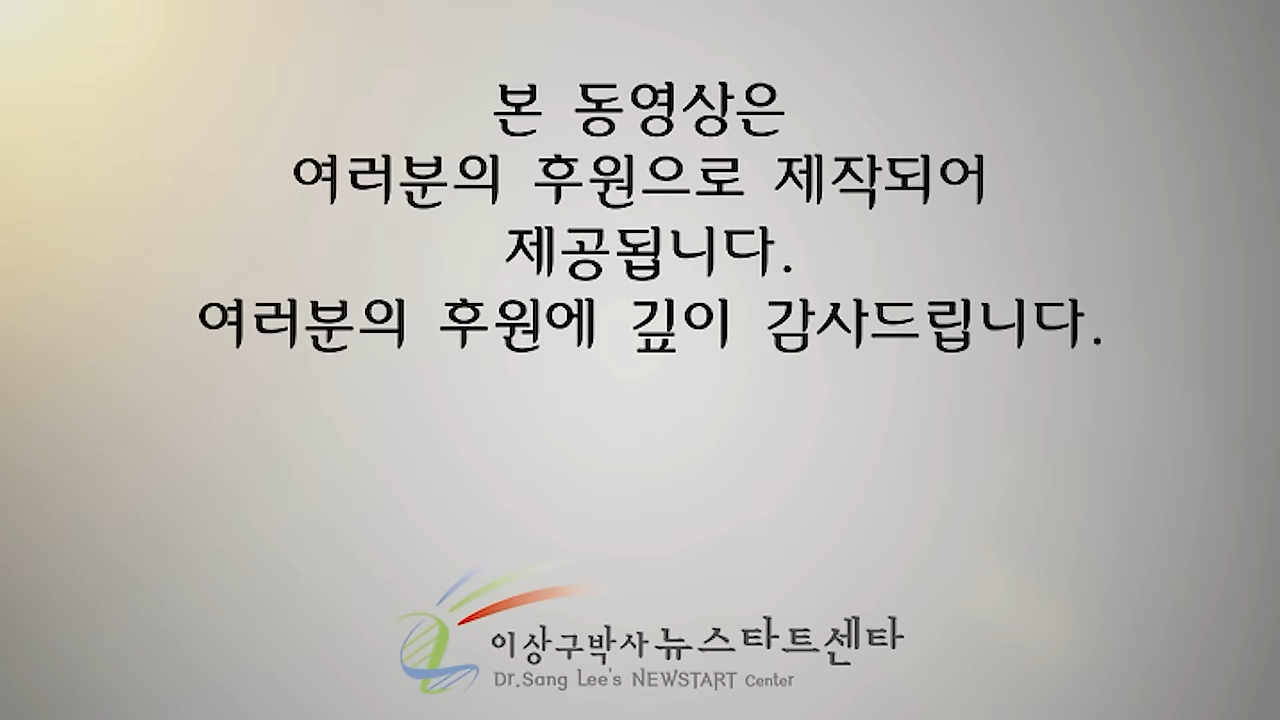 본 동영상은
여러분의 후원으로 제작되어
제공됩니다.
여러분의 후원에 깊이 감사드립니다.
이상구박사 뉴스타트센타
Dr.Sang Lee's NEWSTART Center